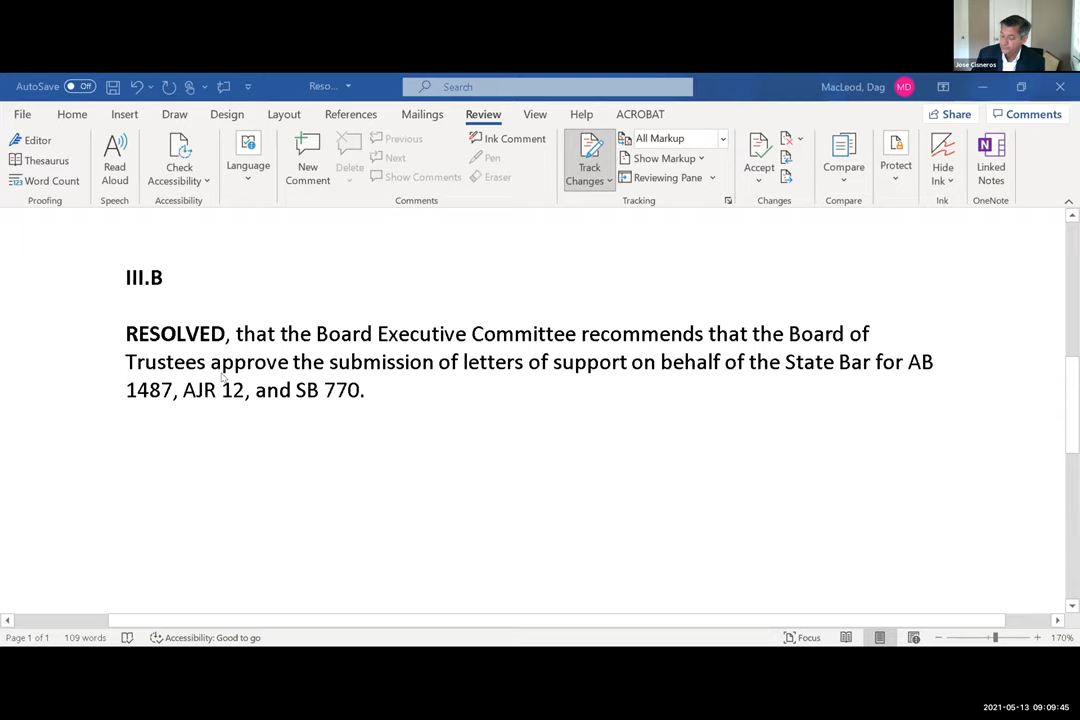 Jose Cisneros
AutoSave Off Reso... Search MacLeod, Dag MD
File Home Insert Draw Design Layout References Mailings Review View Help ACROBAT Share Comments
Editor
Thesaurus
Word Count
Proofing
Read Aloud
Speech
Check Accessibility
Accessibility
Language
New Comment
Delete
Previous
Next
Show Comments
Ink Comment
Pen
Eraser
Comments
Track Changes
All Markup
Show Markup
Reviewing Pane
Tracking
Accept
Changes
Compare
Compare
Protect
Hide Ink
Ink
Linked Notes
OneNote
III.B
RESOLVED, that the Board Executive Committee recommends that the Board of
Trustees approve the submission of letters of support on behalf of the State Bar for AB
1487, AJR 12, and SB 770.
Page 1 of 1 109 words Accessibility: Good to go Focus 170%
2021-05-13 09:09:45